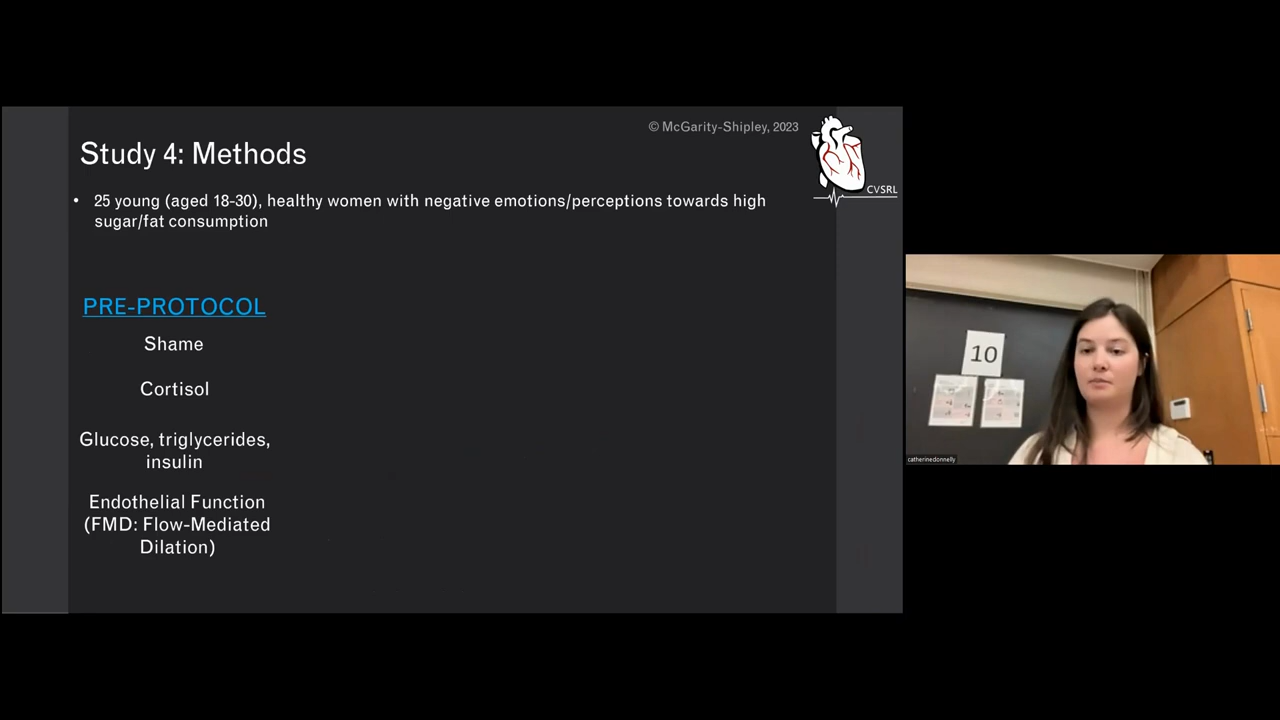 © McGarity-Shipley, 2023
Study 4: Methods
CVSRL
• 25 young (aged 18-30), healthy women with negative emotions/perceptions towards high
sugar/fat consumption
PRE-PROTOCOL
Shame
Cortisol
Glucose, triglycerides,
insulin
Endothelial Function
(FMD: Flow-Mediated
Dilation)
10
catherinedonnelly